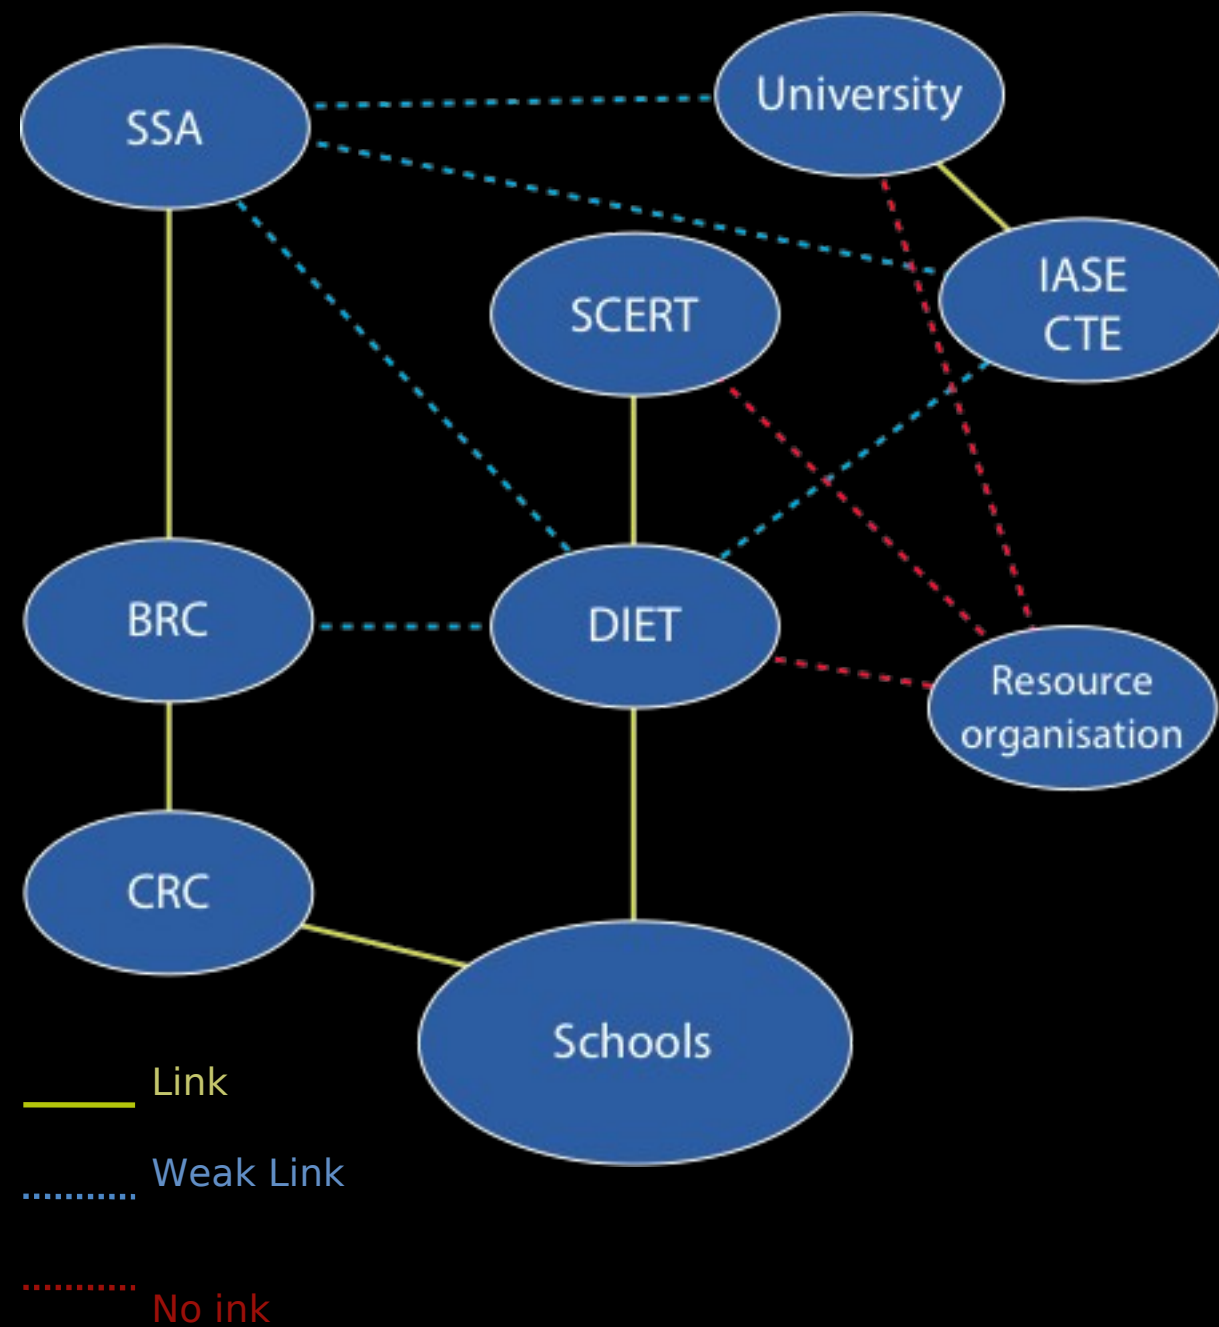 SSA
University
SCERT
IASE
CTE
BRC
DIET
Resource
organisation
CRC
Schools
Link
Weak Link
No ink